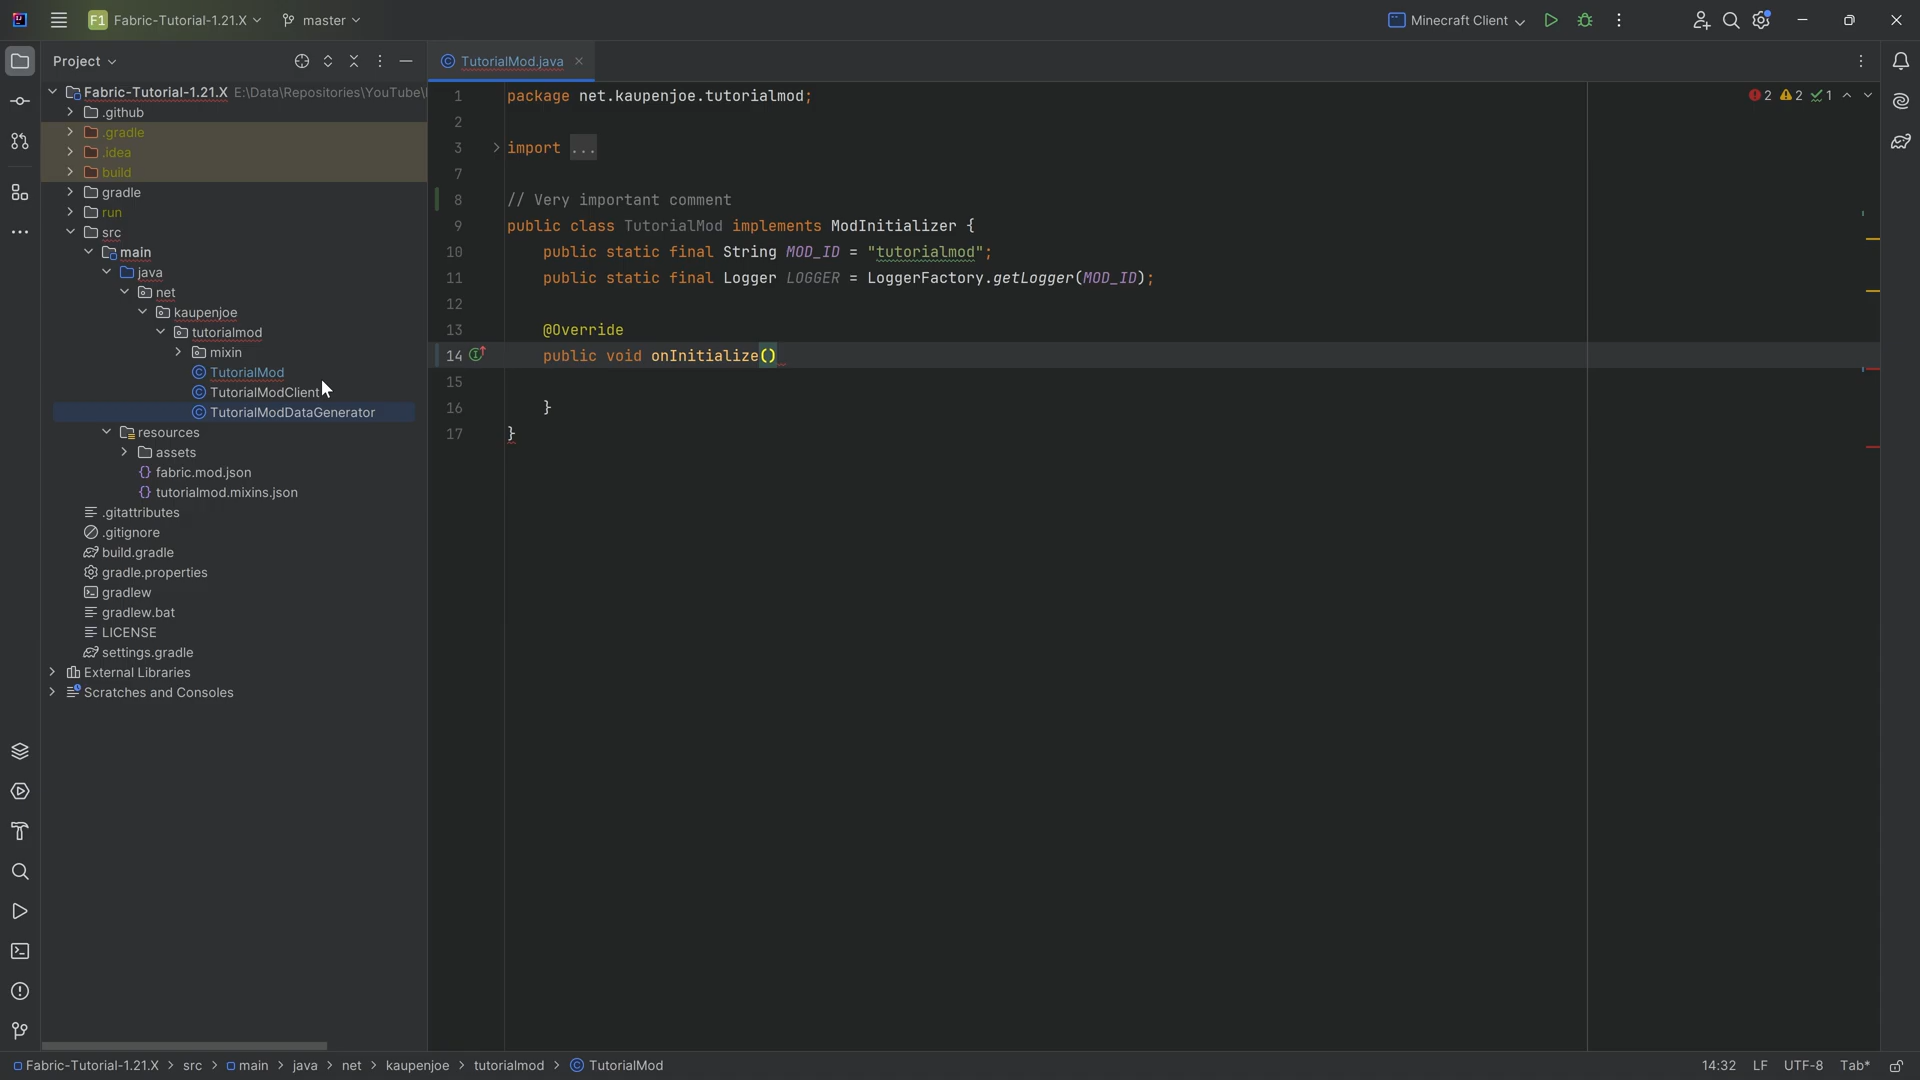 F1 Fabric-Tutorial-1.21.X master Minecraft Client
Project
TutorialMod.java
Fabric-Tutorial-1.21.X E:\Data\Repositories\YouTube\
.github
.gradle
.idea
build
gradle
run
src
main
java
net
kaupenjoe
tutorialmod
mixin
TutorialMod
TutorialModClient
TutorialModDataGenerator
resources
assets
fabric.mod.json
tutorialmod.mixins.json
.gitattributes
.gitignore
build.gradle
gradle.properties
gradlew
gradlew.bat
LICENSE
settings.gradle
External Libraries
Scratches and Consoles
1 package net.kaupenjoe.tutorialmod;
2
3 import ...
7
8 // Very important comment
9 public class TutorialMod implements ModInitializer {
10 public static final String MOD_ID = "tutorialmod";
11 public static final Logger LOGGER = LoggerFactory.getLogger(MOD_ID);
12
13 @Override
14 public void onInitialize()
15
16 }
17 }
2 2 1
Fabric-Tutorial-1.21.X > src > main > java > net > kaupenjoe > tutorialmod > TutorialMod
14:32 LF UTF-8 Tab*